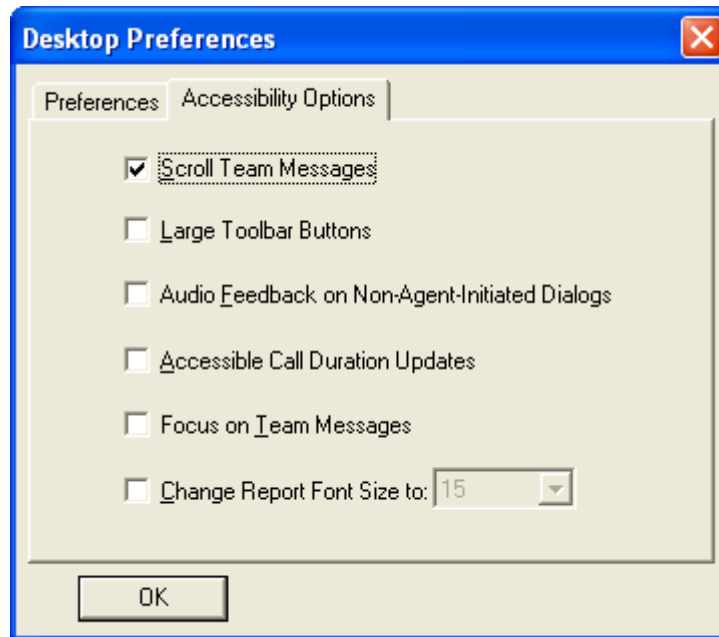 Desktop Preferences
Preferences Accessibility Options
Scroll Team Messages
Large Toolbar Buttons
Audio Feedback on Non-Agent-Initiated Dialogs
Accessible Call Duration Updates
Focus on Team Messages
Change Report Font Size to: 15
OK